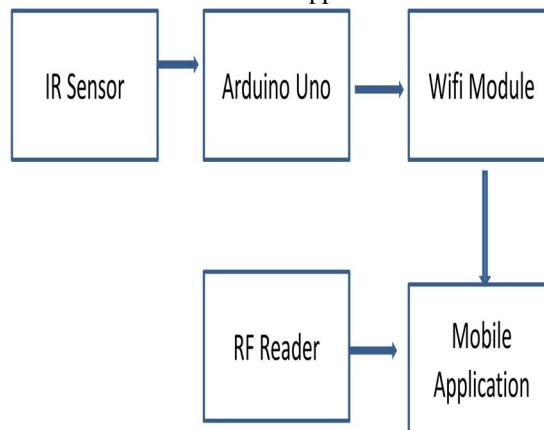 IR Sensor
Arduino Uno
Wifi Module
RF Reader
Mobile
Application